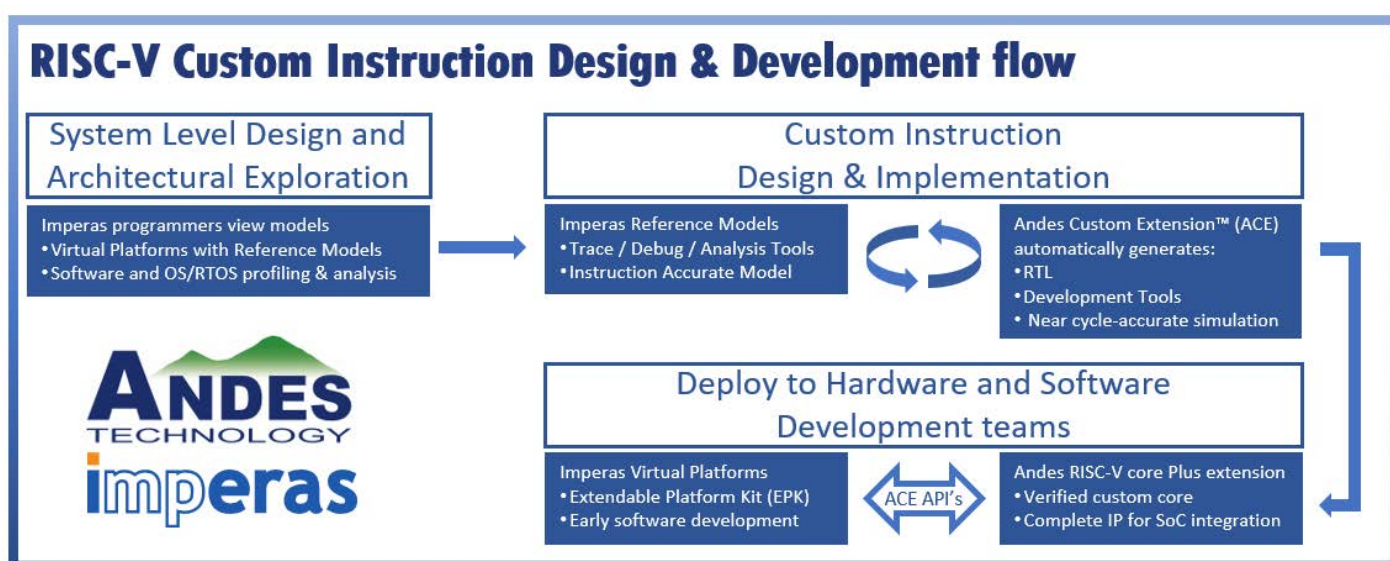 RISC-V Custom Instruction Design & Development flow
System Level Design and
Architectural Exploration
Imperas programmers view models
•Virtual Platforms with Reference Models
•Software and OS/RTOS profiling & analysis
Custom Instruction
Design & Implementation
Imperas Reference Models
•Trace / Debug / Analysis Tools
•Instruction Accurate Model
Andes Custom Extension™ (ACE)
automatically generates:
•RTL
•Development Tools
• Near cycle-accurate simulation
ANDES
TECHNOLOGY
imperas
Deploy to Hardware and Software
Development teams
Imperas Virtual Platforms
•Extendable Platform Kit (EPK)
•Early software development
ACE API's
Andes RISC-V core Plus extension
•Verified custom core
•Complete IP for SoC integration